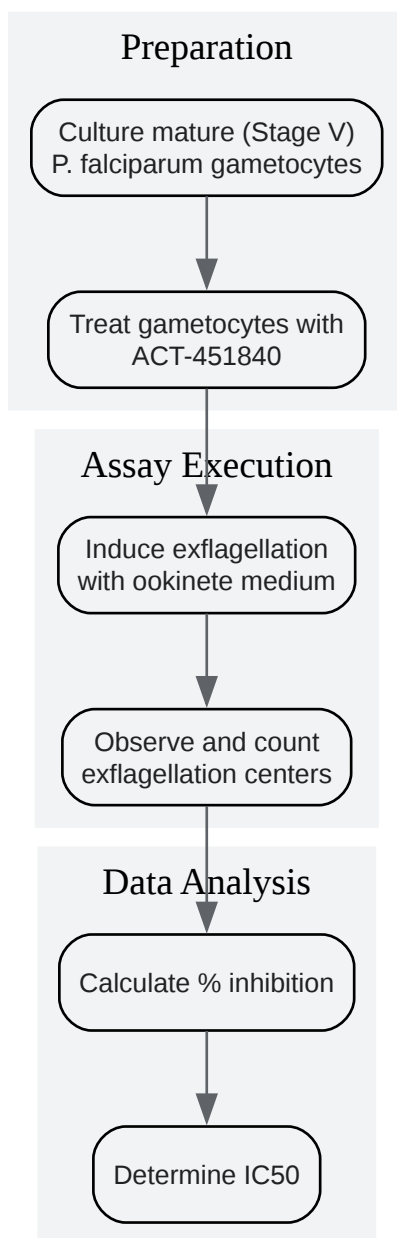 Preparation
Culture mature (Stage V)
P. falciparum gametocytes
Treat gametocytes with
ACT-451840
Assay Execution
Induce exflagellation
with ookinete medium
Observe and count
exflagellation centers
Data Analysis
Calculate % inhibition
Determine IC50